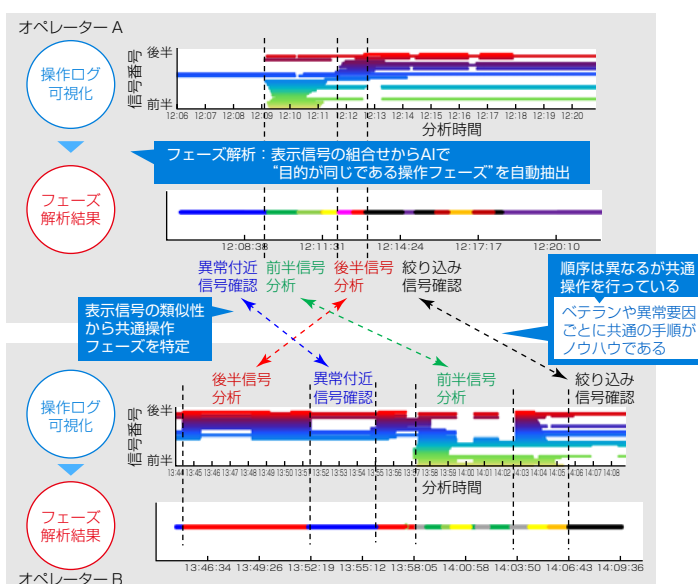 オペレーターA
操作ログ
可視化
信号番号
後半
前半
12:06 12:07 12:08 12:09 12:10 12:11 12:12 12:13 12:14 12:15 12:16 12:17 12:18 12:19 12:20
分析時間
フェーズ解析：表示信号の組合せからAIで
“目的が同じである操作フェーズ”を自動抽出
フェーズ
解析結果
12:08:38 12:11:31 12:14:24 12:17:17 12:20:10
異常付近
信号確認
前半信号
分析
後半信号
分析
絞り込み
信号確認
順序は異なるが共通
操作を行っている
ベテランや異常要因
ごとに共通の手順が
ノウハウである
表示信号の類似性
から共通操作
フェーズを特定
後半信号
分析
異常付近
信号確認
前半信号
分析
絞り込み
信号確認
操作ログ
可視化
信号番号
後半
前半
13:44 13:45 13:46 13:47 13:48 13:49 13:50 13:51 13:52 13:53 13:54 13:55 13:56 13:57 13:58 13:59 14:00 14:01 14:02 14:03 14:04 14:05 14:06 14:07 14:08
分析時間
フェーズ
解析結果
13:46:34 13:49:26 13:52:19 13:55:12 13:58:05 14:00:58 14:03:50 14:06:43 14:09:36
オペレーターB